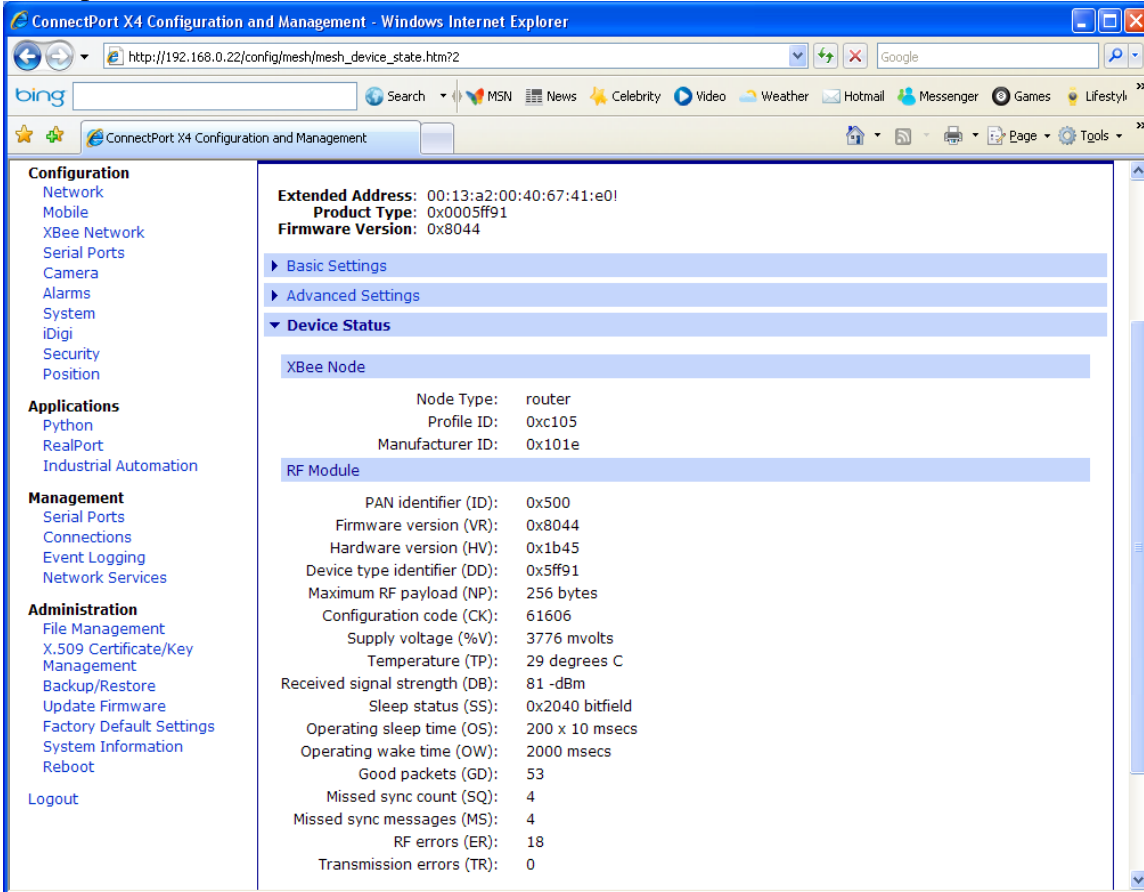 ConnectPort X4 Configuration and Management - Windows Internet Explorer
http://192.168.0.22/config/mesh/mesh_device_state.htm?2
Google
bing
Search
MSN
News
Celebrity
Video
Weather
Hotmail
Messenger
Games
Lifestyl
»
ConnectPort X4 Configuration and Management
Page
Tools
»
Configuration
Network
Mobile
XBee Network
Serial Ports
Camera
Alarms
System
iDigi
Security
Position
Applications
Python
RealPort
Industrial Automation
Management
Serial Ports
Connections
Event Logging
Network Services
Administration
File Management
X.509 Certificate/Key
Management
Backup/Restore
Update Firmware
Factory Default Settings
System Information
Reboot
Logout
Extended Address: 00:13:a2:00:40:67:41:e0!
Product Type: 0x0005ff91
Firmware Version: 0x8044
Basic Settings
Advanced Settings
Device Status
XBee Node
Node Type: router
Profile ID: 0xc105
Manufacturer ID: 0x101e
RF Module
PAN identifier (ID): 0x500
Firmware version (VR): 0x8044
Hardware version (HV): 0x1b45
Device type identifier (DD): 0x5ff91
Maximum RF payload (NP): 256 bytes
Configuration code (CK): 61606
Supply voltage (%V): 3776 mvolts
Temperature (TP): 29 degrees C
Received signal strength (DB): 81 -dBm
Sleep status (SS): 0x2040 bitfield
Operating sleep time (OS): 200 x 10 msecs
Operating wake time (OW): 2000 msecs
Good packets (GD): 53
Missed sync count (SQ): 4
Missed sync messages (MS): 4
RF errors (ER): 18
Transmission errors (TR): 0